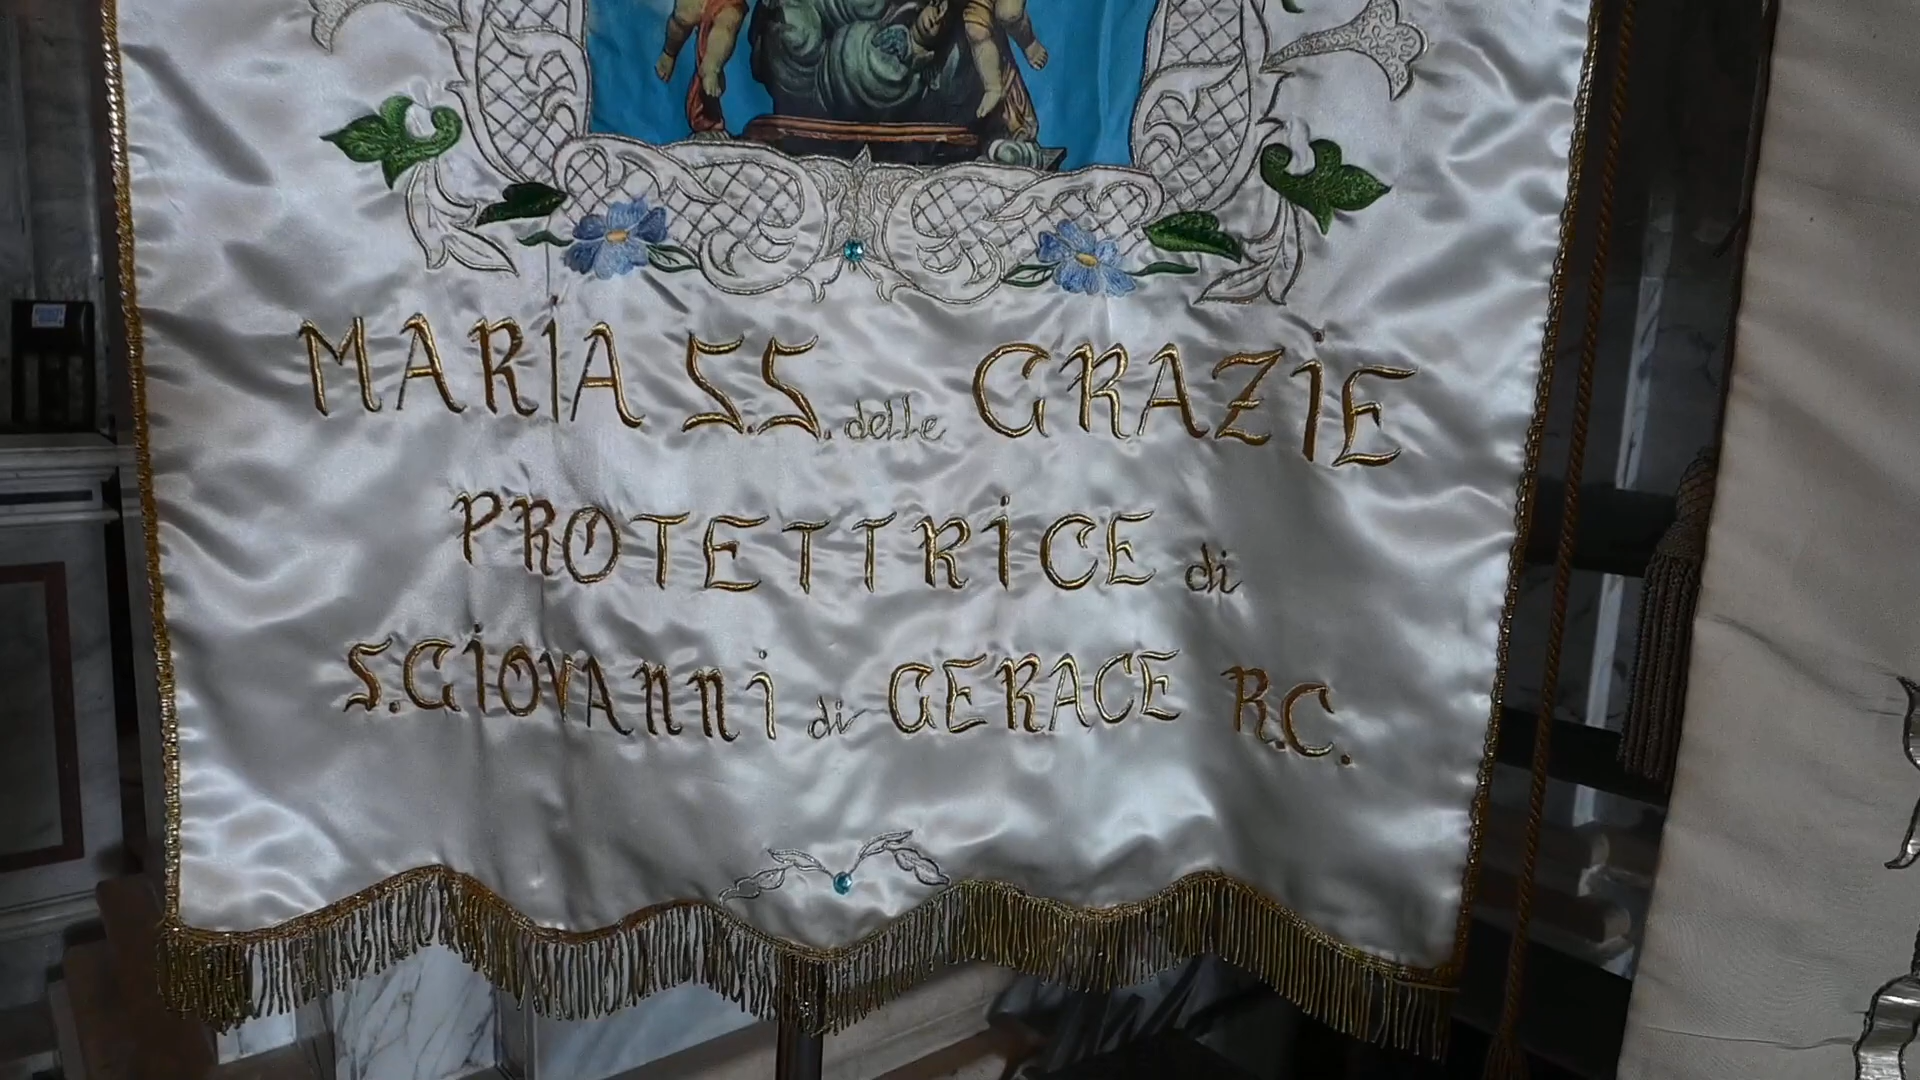 MARIA S.S. delle GRAZIE
PROTETTRICE di
S.GIOVANNI di GERACE R.C.